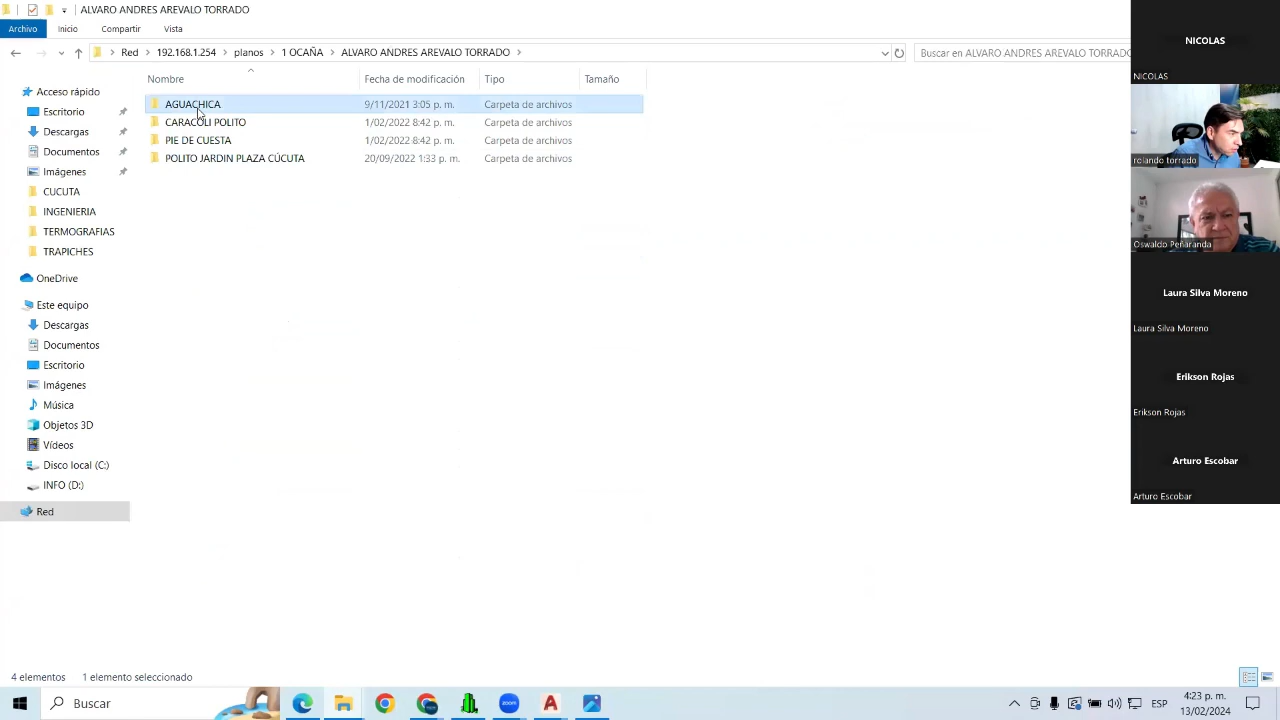 ALVARO ANDRES AREVALO TORRADO
Archivo Inicio Compartir Vista
Red 192.168.1.254 planos 1 OCAÑA ALVARO ANDRES AREVALO TORRADO
Buscar en ALVARO ANDRES AREVALO TORRADO
Nombre Fecha de modificación Tipo Tamaño
AGUACHICA 9/11/2021 3:05 p. m. Carpeta de archivos
CARACOLI POLITO 1/02/2022 8:42 p. m. Carpeta de archivos
PIE DE CUESTA 1/02/2022 8:42 p. m. Carpeta de archivos
POLITO JARDIN PLAZA CÚCUTA 20/09/2022 1:33 p. m. Carpeta de archivos
Acceso rápido
Escritorio
Descargas
Documentos
Imágenes
CUCUTA
INGENIERIA
TERMOGRAFIAS
TRAPICHES
OneDrive
Este equipo
Descargas
Documentos
Escritorio
Imágenes
Música
Objetos 3D
Vídeos
Disco local (C:)
INFO (D:)
Red
4 elementos 1 elemento seleccionado
NICOLAS
NICOLAS
rolando torrado
Oswaldo Peñaranda
Laura Silva Moreno
Laura Silva Moreno
Erikson Rojas
Erikson Rojas
Arturo Escobar
Arturo Escobar
Buscar
zoom
A
ESP
4:23 p. m.
13/02/2024